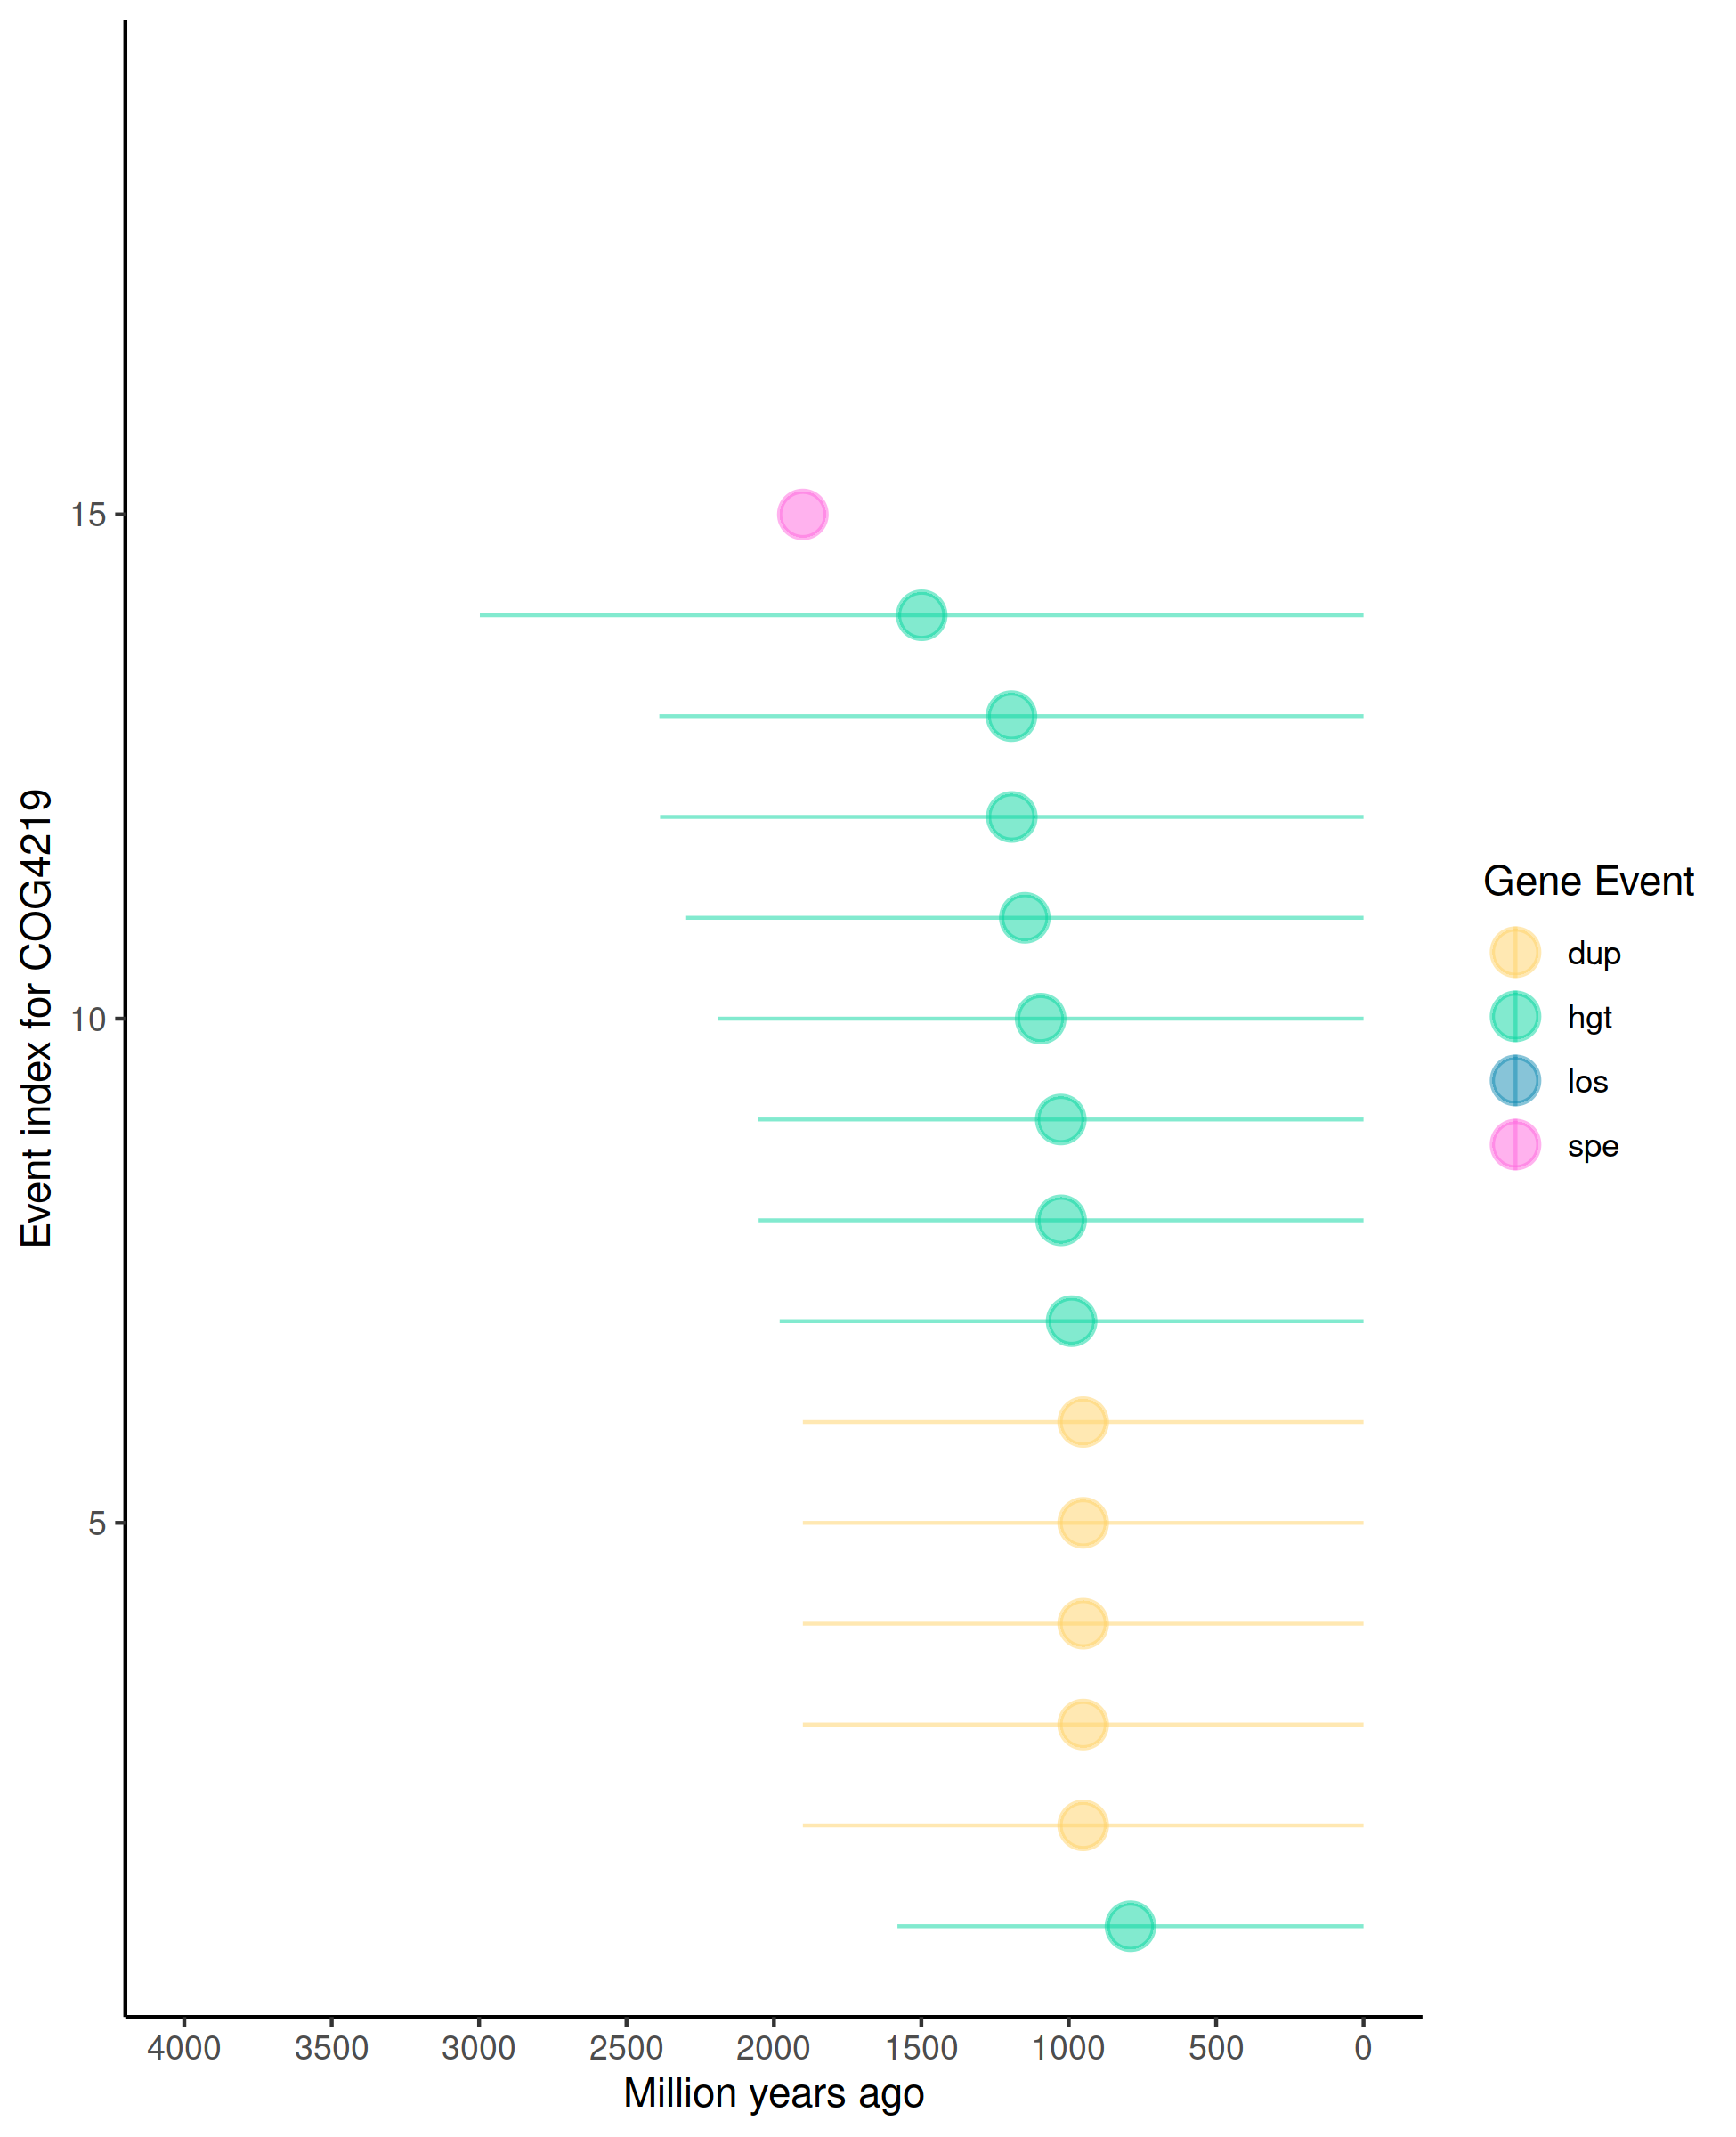 15
10
5
Event index for COG4219
4000 3500 3000 2500 2000 1500 1000 500 0
Million years ago
Gene Event
dup
hgt
los
spe